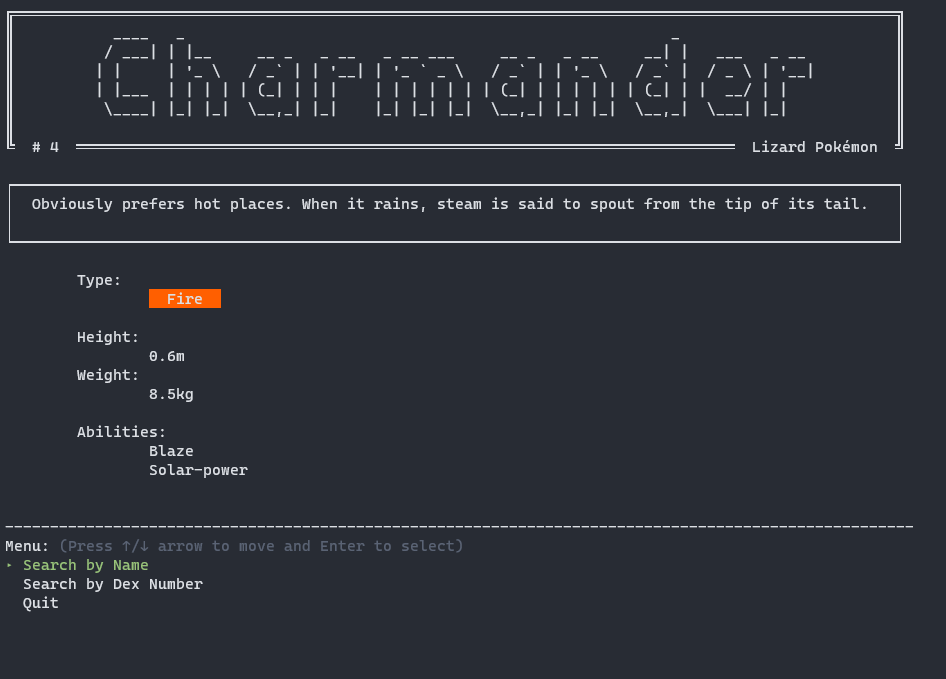 Charmander
# 4 Lizard Pokémon
Obviously prefers hot places. When it rains, steam is said to spout from the tip of its tail.
Type:
Fire
Height:
0.6m
Weight:
8.5kg
Abilities:
Blaze
Solar-power
Menu: (Press ↑/↓ arrow to move and Enter to select)
‣ Search by Name
Search by Dex Number
Quit